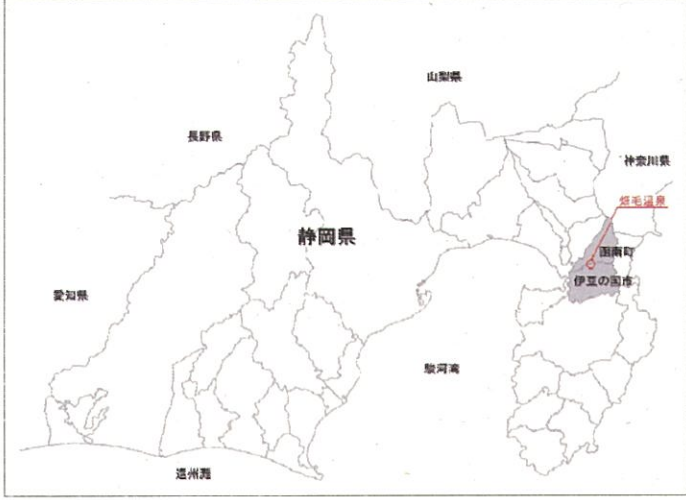 山梨県
長野県
神奈川県
畑毛温泉
静岡県
函南町
伊豆の国市
愛知県
駿河湾
遠州灘